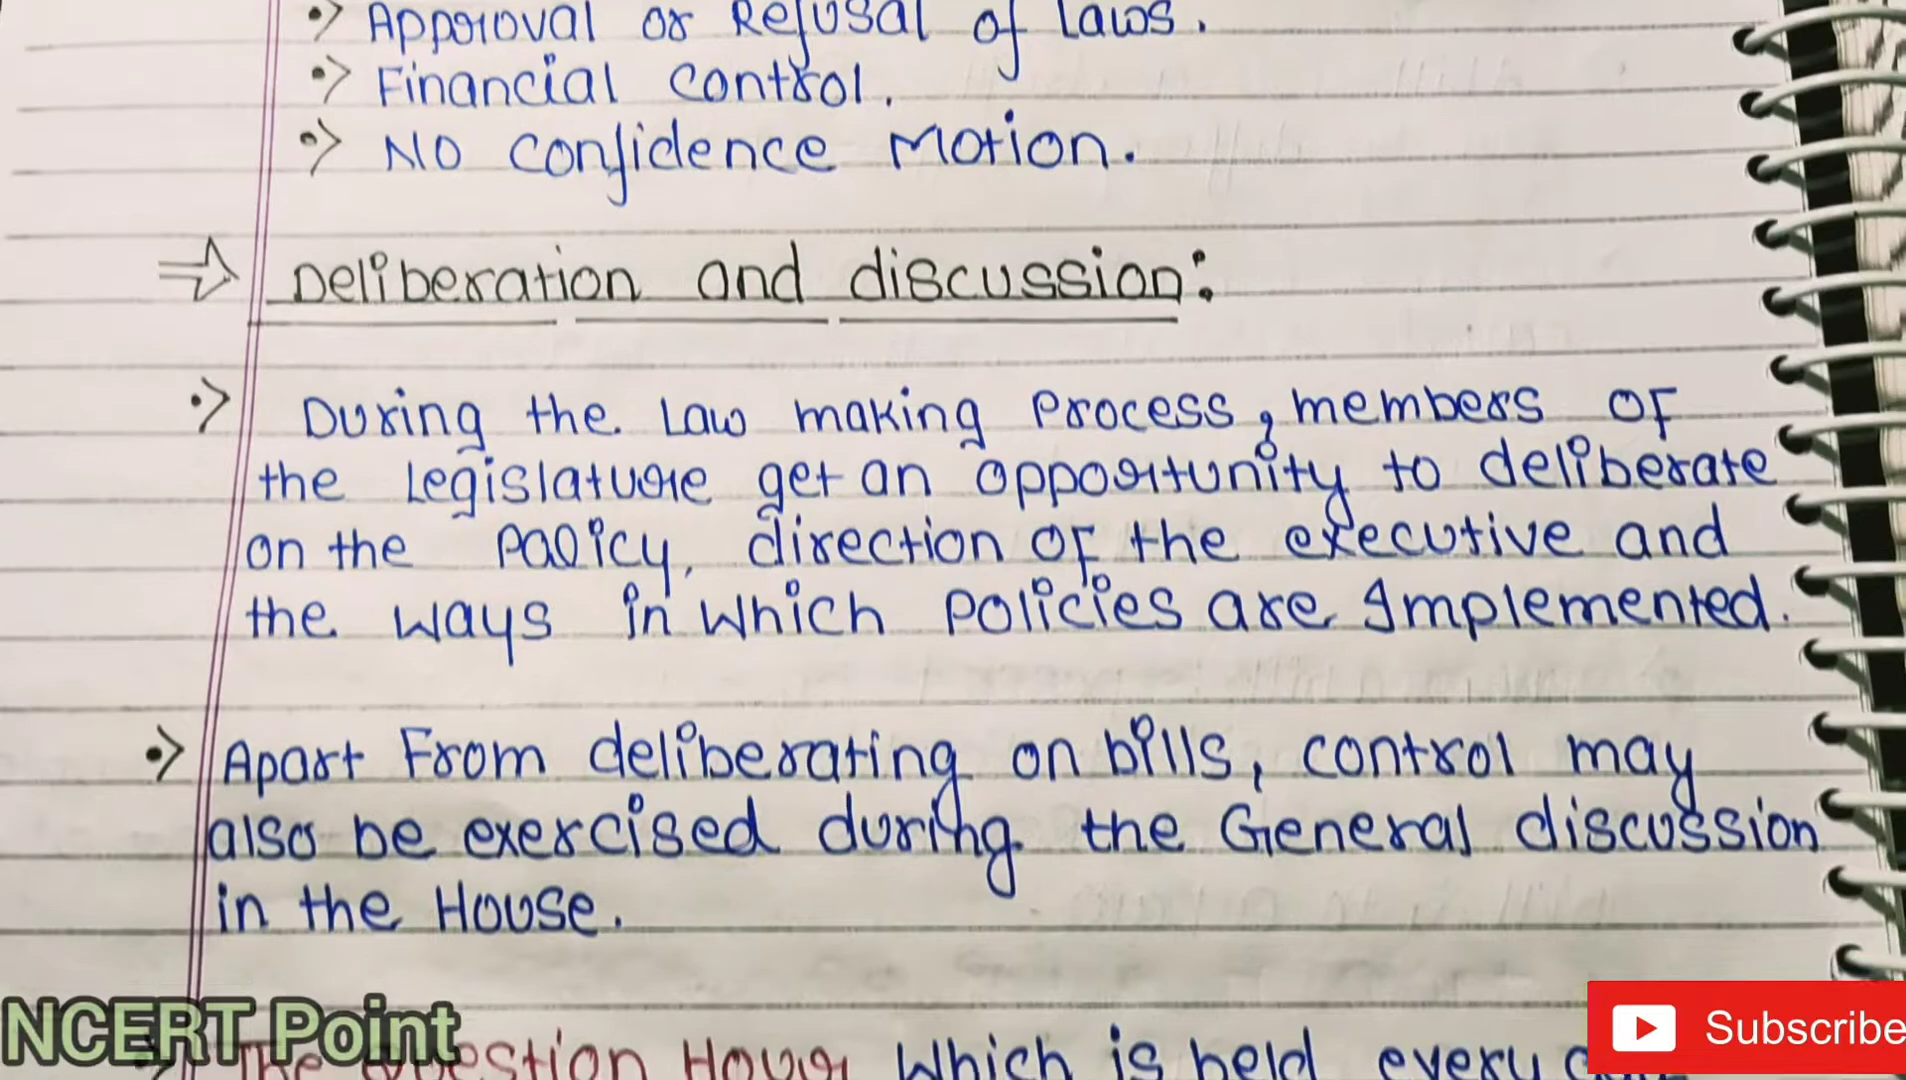 •> Approval or Refusal of Laws.
•> Financial control.
•> No confidence Motion.
⇒ Deliberation and discussion:
•> During the Law making Process, members of
the Legislature get an opportunity to deliberate
on the Policy, direction of the executive and
the ways in which policies are Implemented.
•> Apart From deliberating on bills, control may
also be exercised during the General discussion
in the House.
NCERT Point
Subscribe
The Question Hour which is held every